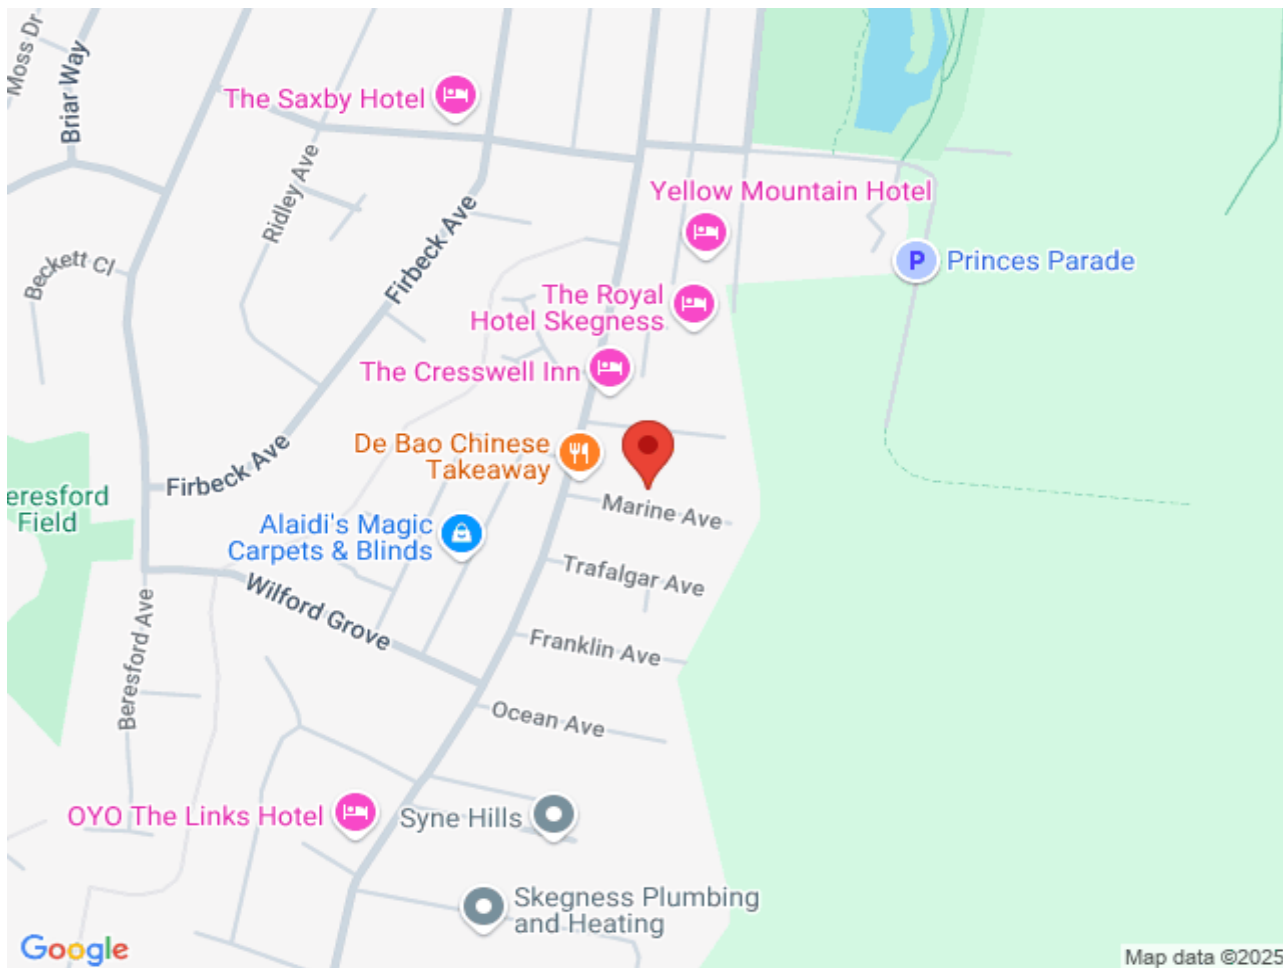 Moss Dr
Briar Way
The Saxby Hotel
Ridley Ave
Yellow Mountain Hotel
Firbeck Ave
Beckett Cl
Princes Parade
P
The Royal
Hotel Skegness
The Cresswell Inn
De Bao Chinese
Takeaway
Firbeck Ave
eresford
Field
Marine Ave
Alaidi's Magic
Carpets & Blinds
Trafalgar Ave
Wilford Grove
Beresford Ave
Franklin Ave
Ocean Ave
OYO The Links Hotel
Syne Hills
Skegness Plumbing
and Heating
Google
Map data ©2025